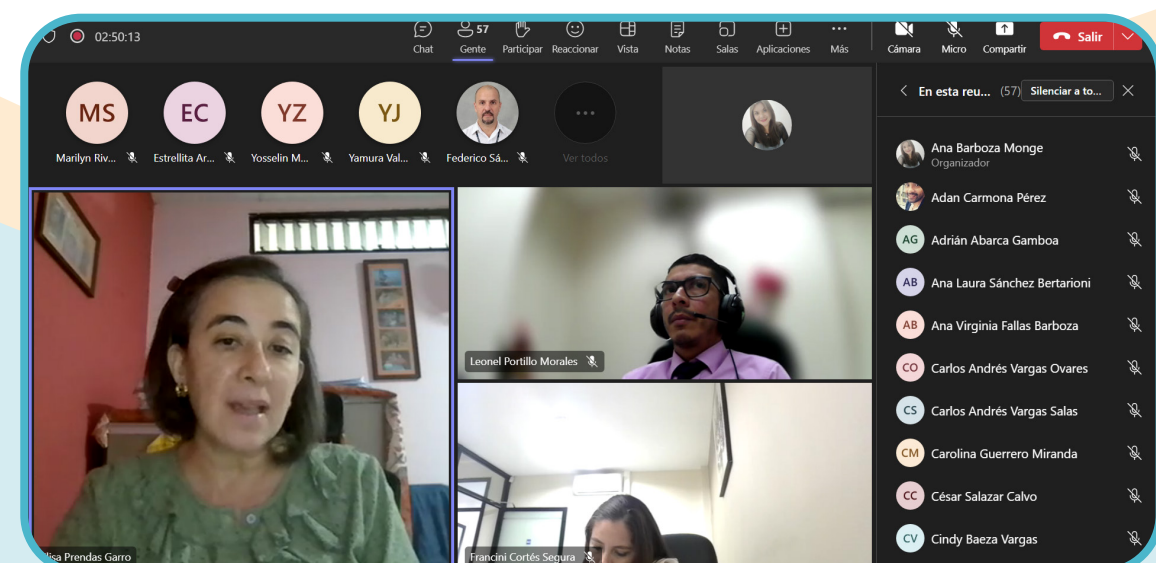 02:50:13
57
Chat
Gente
Participar
Reaccionar
Vista
Notas
Salas
Aplicaciones
Más
Cámara
Micro
Compartir
Salir
MS
EC
YZ
YJ
Marilyn Riv...
Estrellita Ar...
Yosselin M...
Yamura Val...
Federico Sá...
Ver todos
Leonel Portillo Morales
lisa Prendas Garro
Francini Cortés Segura
En esta reu... (57)
Silenciar a to...
Ana Barboza Monge
Organizador
Adan Carmona Pérez
AG Adrián Abarca Gamboa
AB Ana Laura Sánchez Bertarioni
AB Ana Virginia Fallas Barboza
CO Carlos Andrés Vargas Ovares
CS Carlos Andrés Vargas Salas
CM Carolina Guerrero Miranda
CC César Salazar Calvo
CV Cindy Baeza Vargas